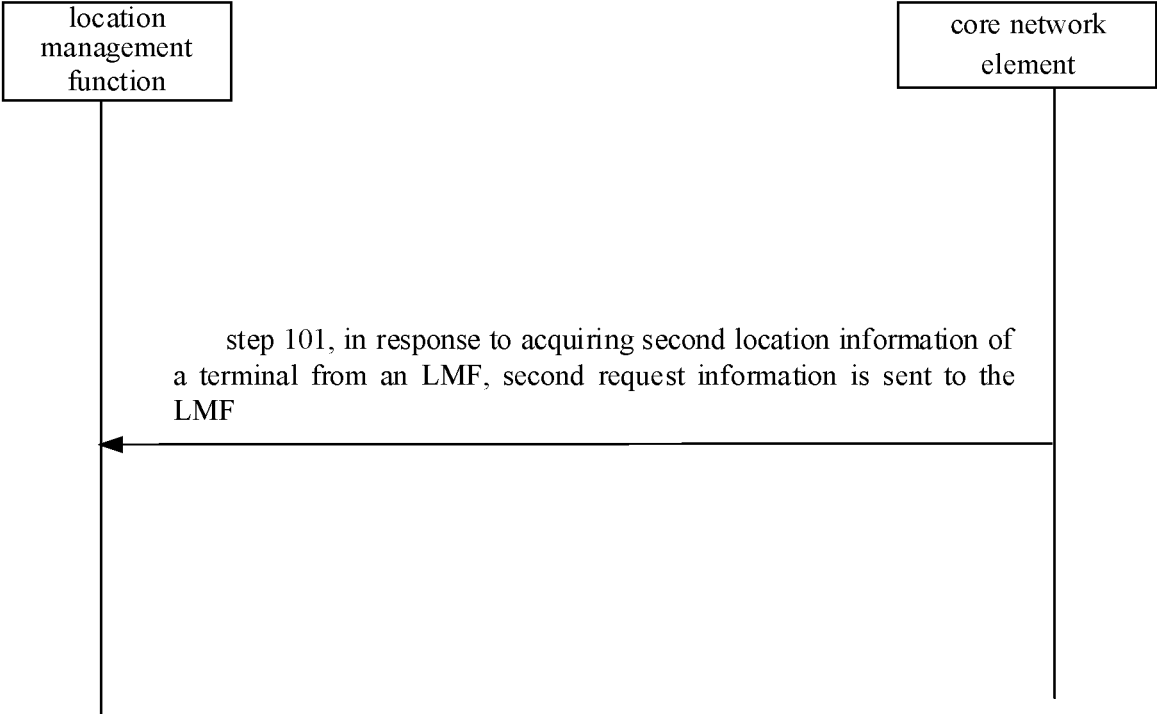 location
management
function
core network
element
step 101, in response to acquiring second location information of
a terminal from an LMF, second request information is sent to the
LMF